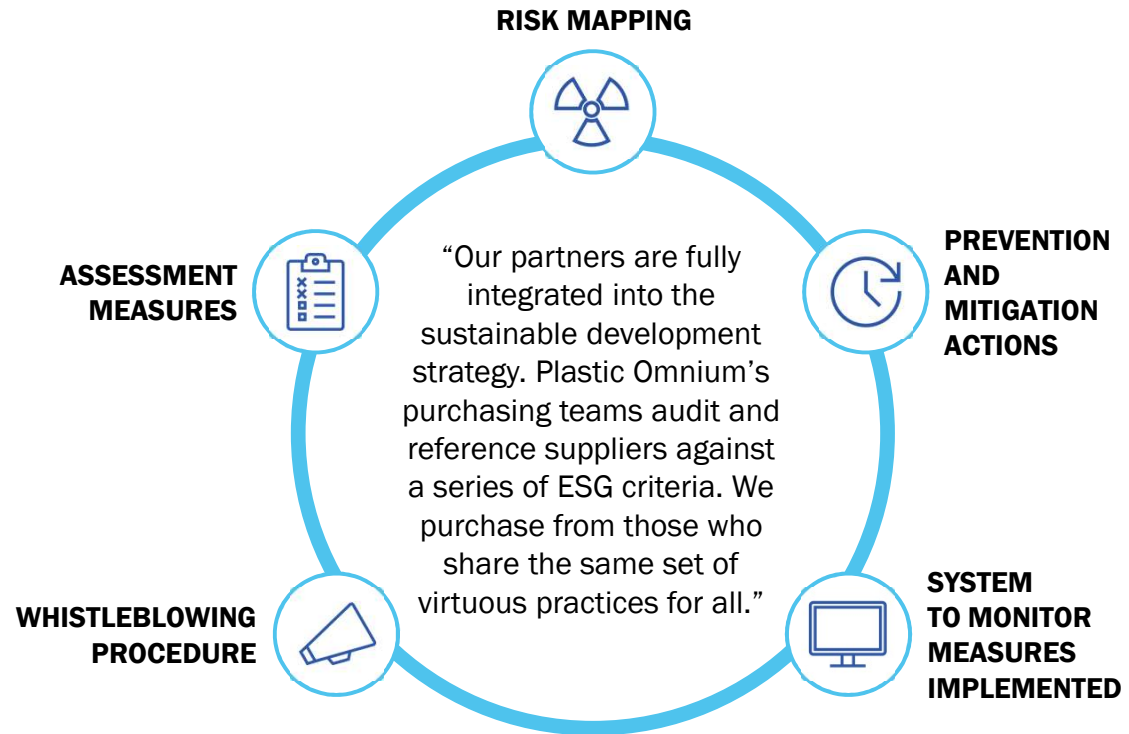 RISK MAPPING
PREVENTION
AND
MITIGATION
ACTIONS
SYSTEM
TO MONITOR
MEASURES
IMPLEMENTED
WHISTLEBLOWING
PROCEDURE
ASSESSMENT
MEASURES
“Our partners are fully
integrated into the
sustainable development
strategy. Plastic Omnium’s
purchasing teams audit and
reference suppliers against
a series of ESG criteria. We
purchase from those who
share the same set of
virtuous practices for all.”